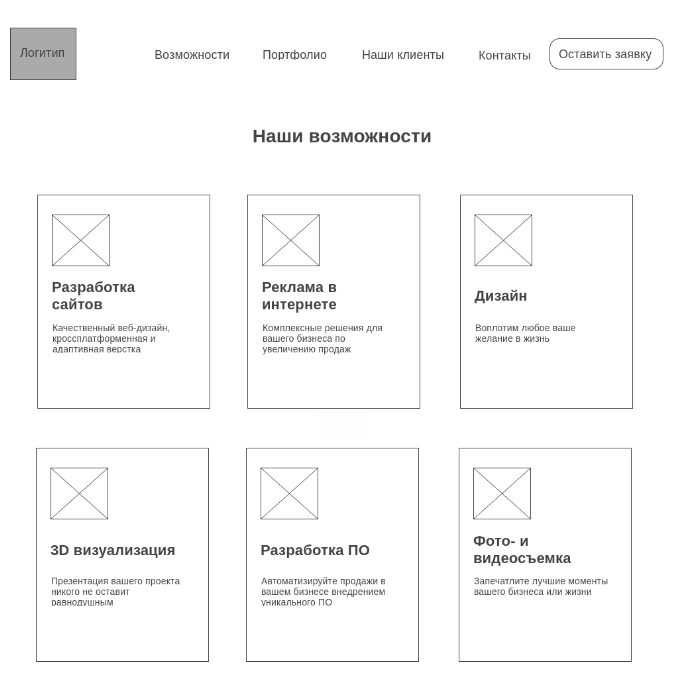 Логитип
Возможности
Портфолио
Наши клиенты
Контакты
Оставить заявку
Наши возможности
Разработка
сайтов
Качественный веб-дизайн,
кроссплатформенная и
адаптивная верстка
Реклама в
интернете
Комплексные решения для
вашего бизнеса по
увеличению продаж
Дизайн
Воплотим любое ваше
желание в жизнь
3D визуализация
Презентация вашего проекта
никого не оставит
равнодушным
Разработка ПО
Автоматизируйте продажи в
вашем бизнесе внедрением
уникального ПО
Фото- и
видеосъемка
Запечатлите лучшие моменты
вашего бизнеса или жизни